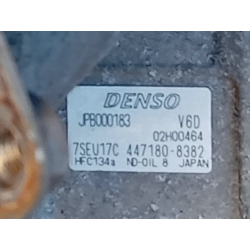 DENSO
JPB000183 V6D
02H00464
7SEU17C 447180-8382
HFC134a ND-OIL 8 JAPAN